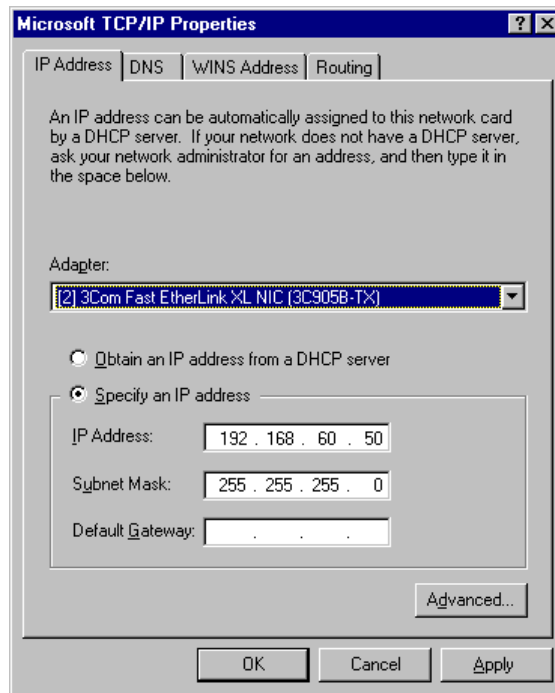 Microsoft TCP/IP Properties ? ×
IP Address DNS WINS Address Routing
An IP address can be automatically assigned to this network card
by a DHCP server. If your network does not have a DHCP server,
ask your network administrator for an address, and then type it in
the space below.
Adapter:
[2] 3Com Fast EtherLink XL NIC (3C905B-TX)
Obtain an IP address from a DHCP server
Specify an IP address
IP Address: 192 . 168 . 60 . 50
Subnet Mask: 255 . 255 . 255 . 0
Default Gateway: . . .
Advanced...
OK Cancel Apply